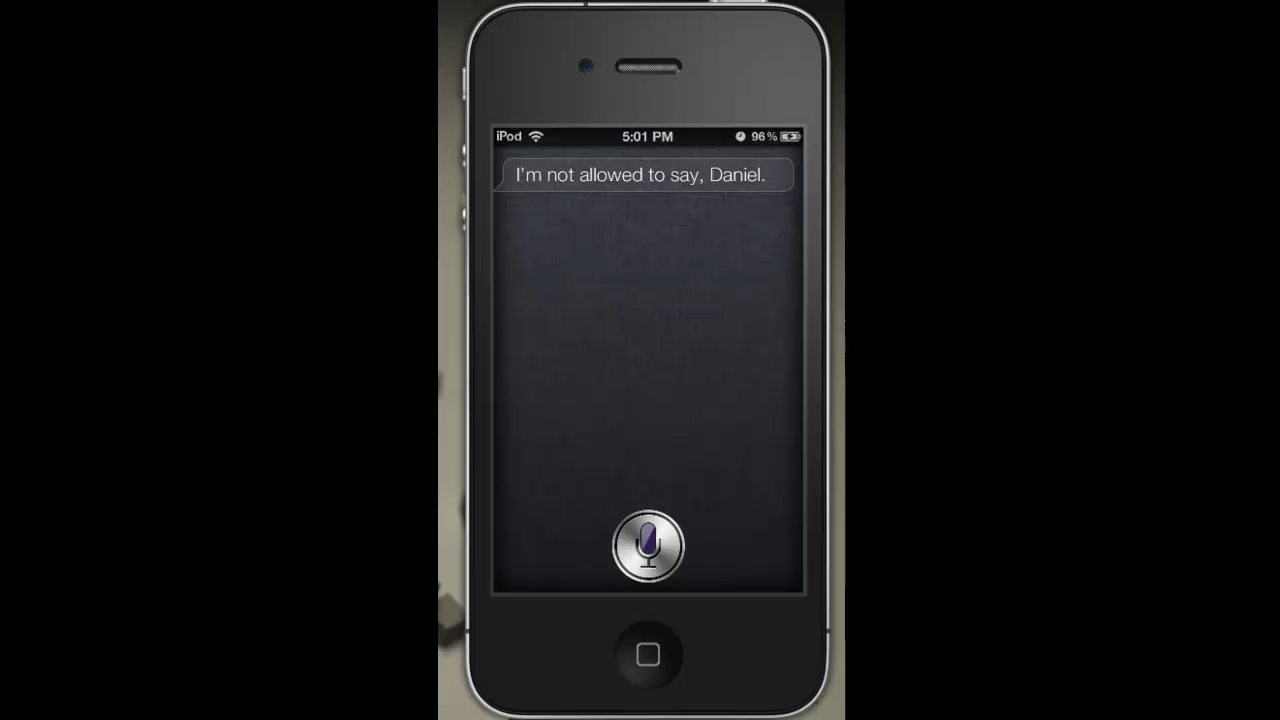 iPod 5:01 PM 96%
I'm not allowed to say, Daniel.